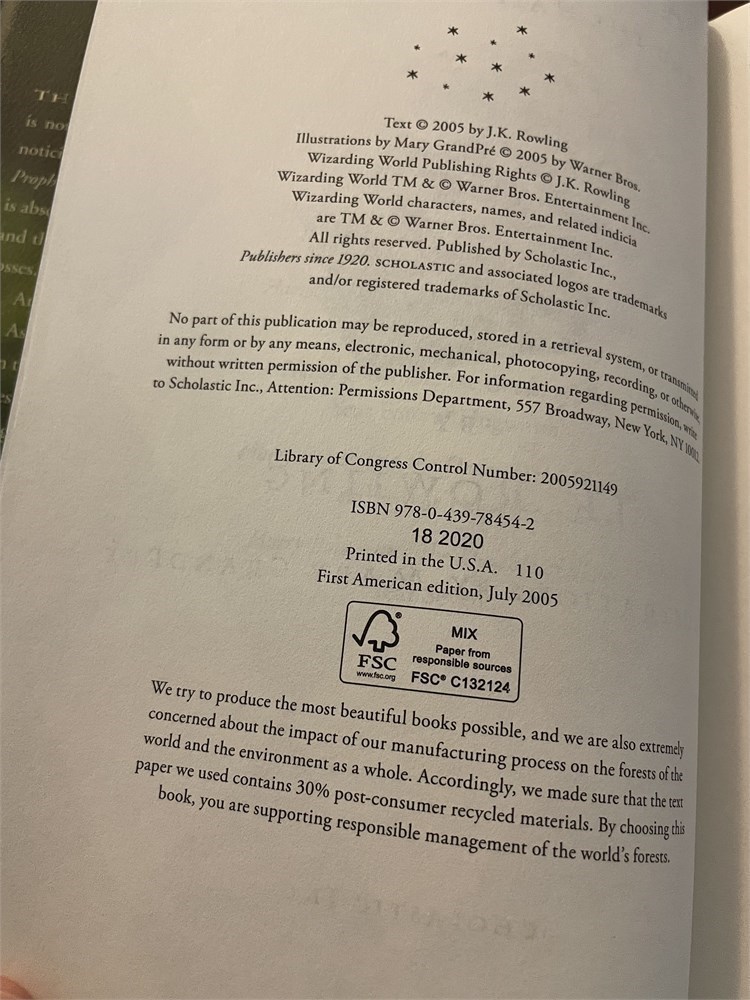 TH
is no
notici
Proph
is abs
and t
osses.
Text © 2005 by J.K. Rowling
Illustrations by Mary GrandPré © 2005 by Warner Bros.
Wizarding World Publishing Rights © J.K. Rowling
Wizarding World TM & © Warner Bros. Entertainment Inc.
Wizarding World characters, names, and related indicia
are TM & © Warner Bros. Entertainment Inc.
All rights reserved. Published by Scholastic Inc.,
Publishers since 1920. SCHOLASTIC and associated logos are trademarks
and/or registered trademarks of Scholastic Inc.
No part of this publication may be reproduced, stored in a retrieval system, or transmitted
in any form or by any means, electronic, mechanical, photocopying, recording, or otherwise,
without written permission of the publisher. For information regarding permission, write
to Scholastic Inc., Attention: Permissions Department, 557 Broadway, New York, NY 10012.
Library of Congress Control Number: 2005921149
ISBN 978-0-439-78454-2
18 2020
Printed in the U.S.A. 110
First American edition, July 2005
FSC®
www.fsc.org
MIX
Paper from
responsible sources
FSC® C132124
We try to produce the most beautiful books possible, and we are also extremely
concerned about the impact of our manufacturing process on the forests of the
world and the environment as a whole. Accordingly, we made sure that the text
paper we used contains 30% post-consumer recycled materials. By choosing this
book, you are supporting responsible management of the world's forests.